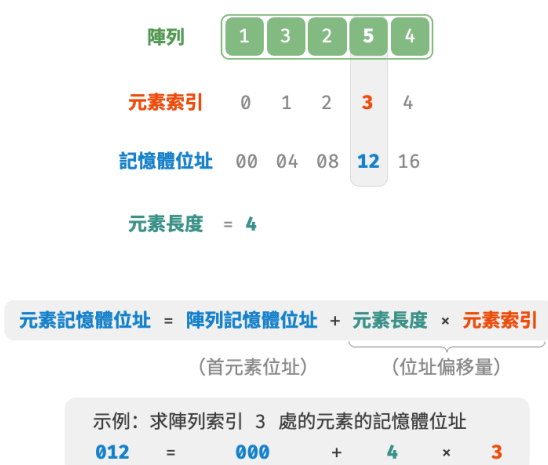 陣列 1 3 2 5 4
元素索引 0 1 2 3 4
記憶體位址 00 04 08 12 16
元素長度 = 4
元素記憶體位址 = 陣列記憶體位址 + 元素長度 × 元素索引
(首元素位址) (位址偏移量)
示例: 求陣列索引 3 處的元素的記憶體位址
012 = 000 + 4 × 3